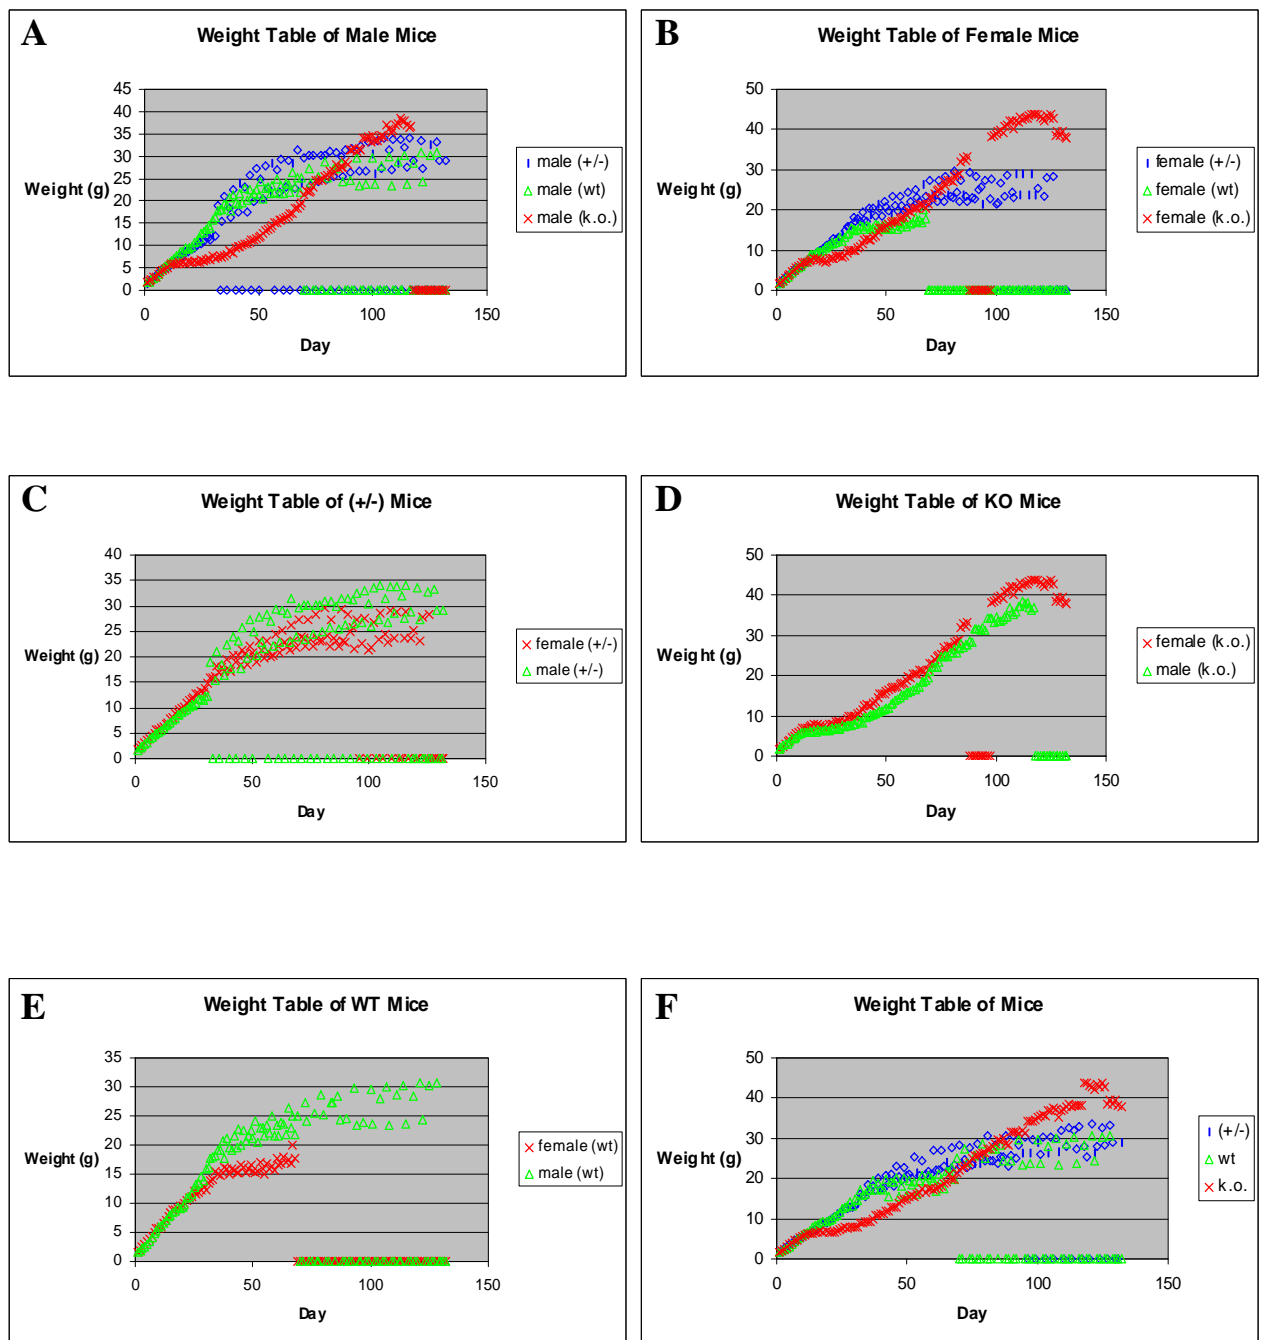 A
Weight Table of Male Mice
45
40
35
30
25
20
15
10
5
0
Weight (g)
0 50 100 150
Day
male (+/-)
male (wt)
male (k.o.)
B
Weight Table of Female Mice
50
40
30
20
10
0
Weight (g)
0 50 100 150
Day
female (+/-)
female (wt)
female (k.o.)
C
Weight Table of (+/-) Mice
40
35
30
25
20
15
10
5
0
Weight (g)
0 50 100 150
Day
female (+/-)
male (+/-)
D
Weight Table of KO Mice
50
40
30
20
10
0
Weight (g)
0 50 100 150
Day
female (k.o.)
male (k.o.)
E
Weight Table of WT Mice
35
30
25
20
15
10
5
0
Weight (g)
0 50 100 150
Day
female (wt)
male (wt)
F
Weight Table of Mice
50
40
30
20
10
0
Weight (g)
0 50 100 150
Day
(+/-)
wt
k.o.